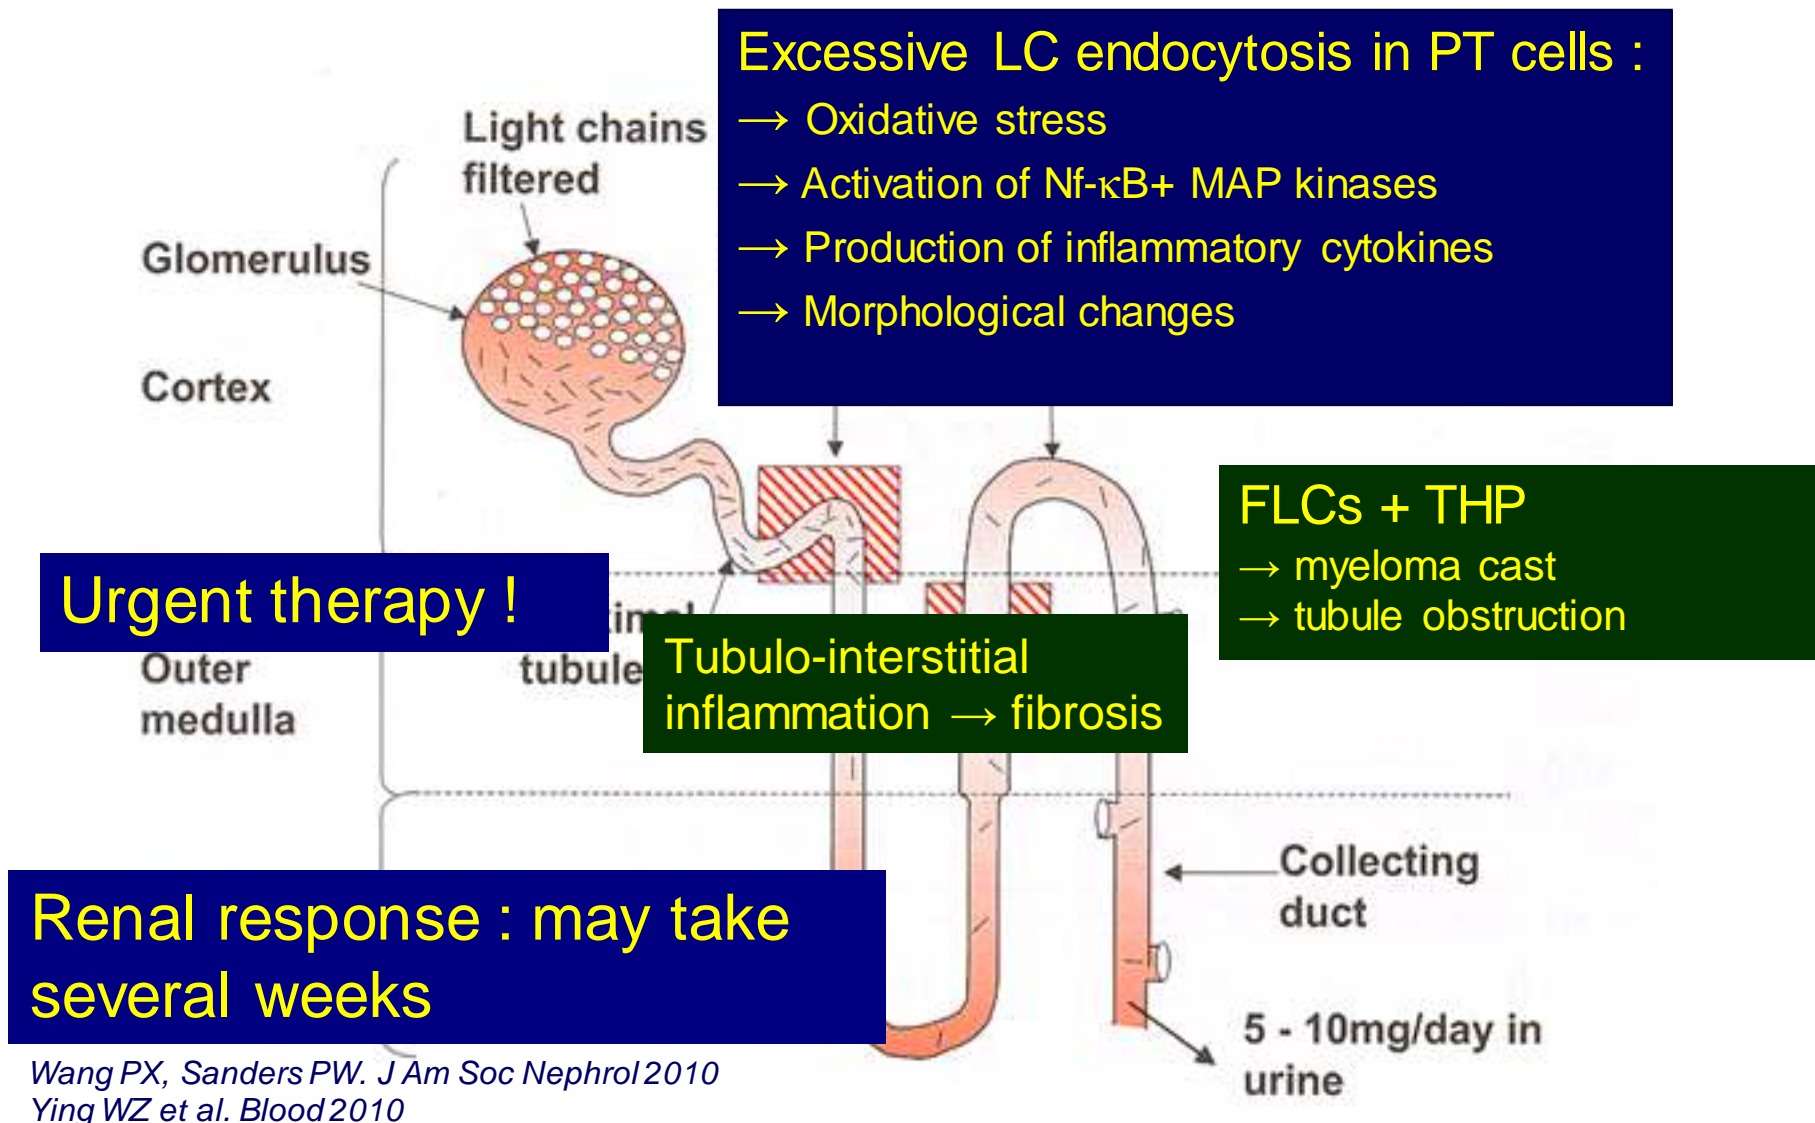 Excessive LC endocytosis in PT cells :
→ Oxidative stress
→ Activation of Nf-κB+ MAP kinases
→ Production of inflammatory cytokines
→ Morphological changes
Light chains
filtered
Glomerulus
Cortex
FLCs + THP
→ myeloma cast
→ tubule obstruction
Urgent therapy !
tubule
Tubulo-interstitial
inflammation → fibrosis
Outer
medulla
Collecting
duct
Renal response : may take
several weeks
5 - 10mg/day in
urine
Wang PX, Sanders PW. J Am Soc Nephrol 2010
Ying WZ et al. Blood 2010